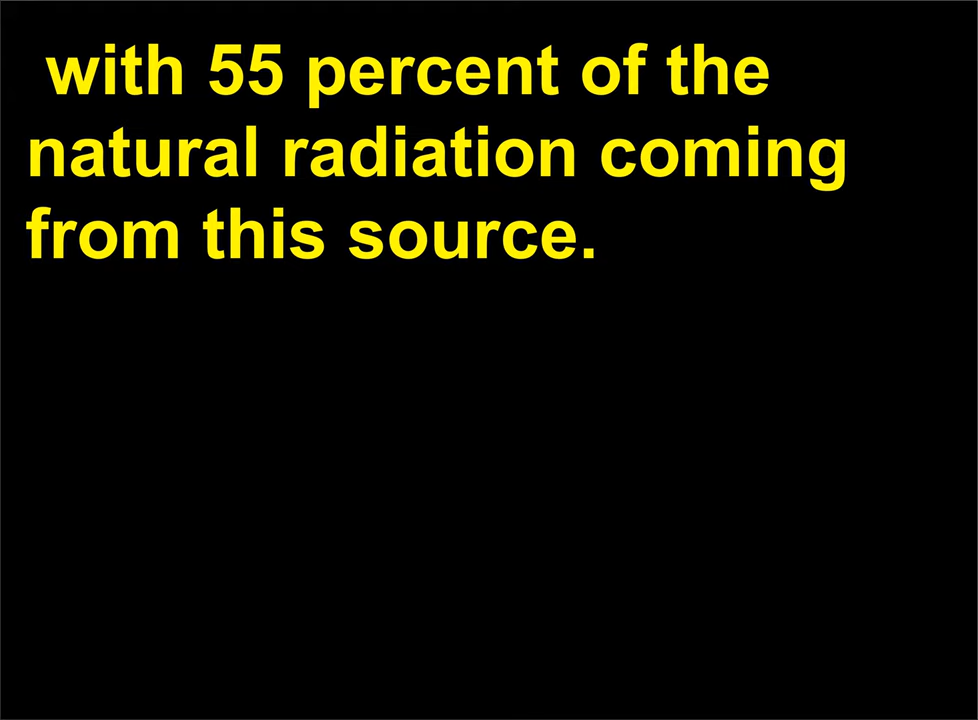 with 55 percent of the
natural radiation coming
from this source.